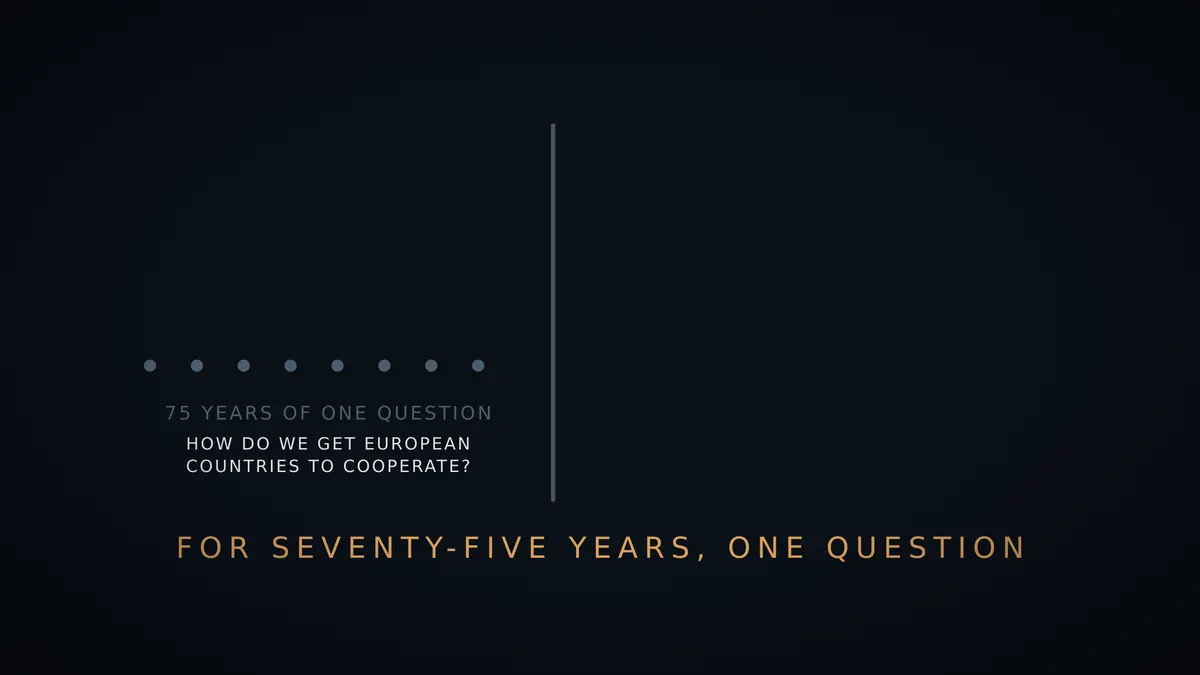 75 YEARS OF ONE QUESTION
HOW DO WE GET EUROPEAN
COUNTRIES TO COOPERATE?
FOR SEVENTY-FIVE YEARS, ONE QUESTION